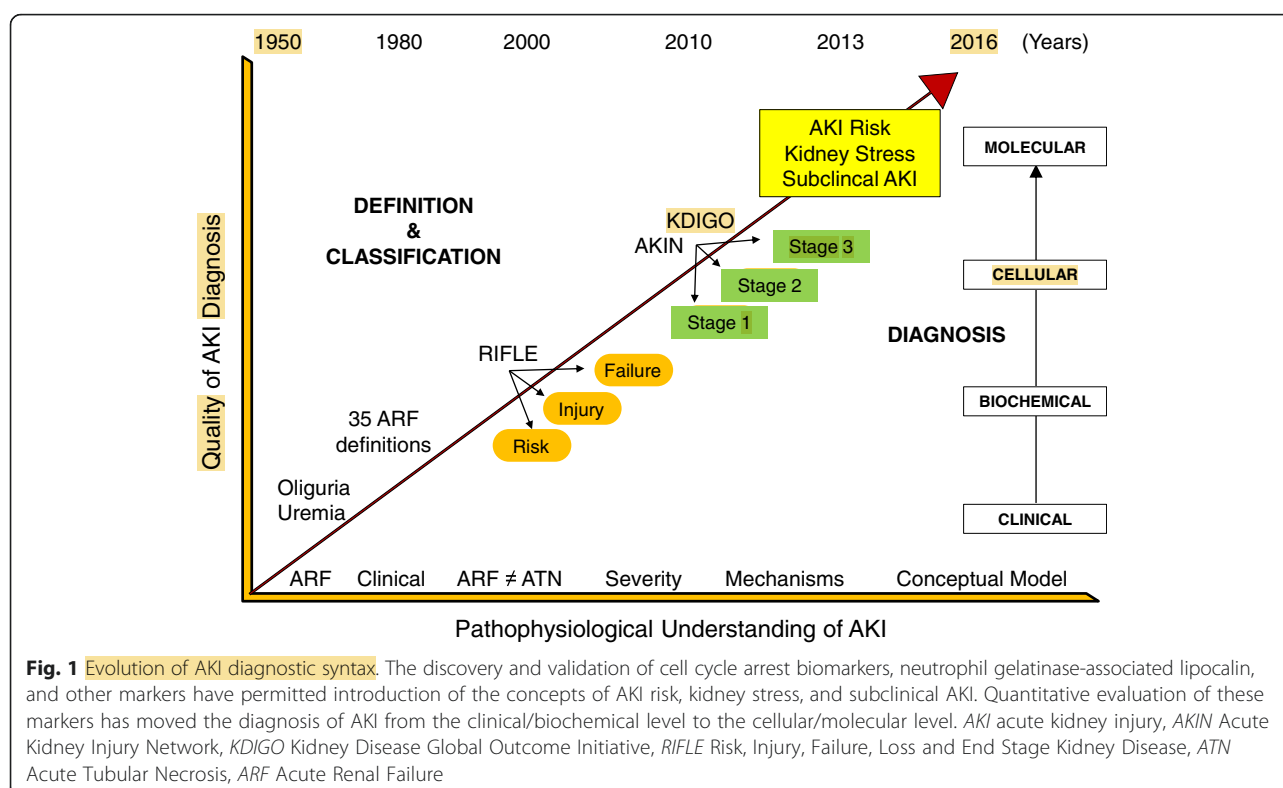 1950 1980 2000 2010 2013 2016 (Years)
AKI Risk
Kidney Stress
Subclincal AKI
MOLECULAR
DEFINITION
&
CLASSIFICATION
KDIGO
AKIN
Stage 3
CELLULAR
Stage 2
Stage 1
DIAGNOSIS
Quality of AKI Diagnosis
RIFLE
Failure
Injury
BIOCHEMICAL
35 ARF
definitions
Risk
Oliguria
Uremia
CLINICAL
ARF Clinical ARF ≠ ATN Severity Mechanisms Conceptual Model
Pathophysiological Understanding of AKI
Fig. 1 Evolution of AKI diagnostic syntax. The discovery and validation of cell cycle arrest biomarkers, neutrophil gelatinase-associated lipocalin,
and other markers have permitted introduction of the concepts of AKI risk, kidney stress, and subclinical AKI. Quantitative evaluation of these
markers has moved the diagnosis of AKI from the clinical/biochemical level to the cellular/molecular level. AKI acute kidney injury, AKIN Acute
Kidney Injury Network, KDIGO Kidney Disease Global Outcome Initiative, RIFLE Risk, Injury, Failure, Loss and End Stage Kidney Disease, ATN
Acute Tubular Necrosis, ARF Acute Renal Failure